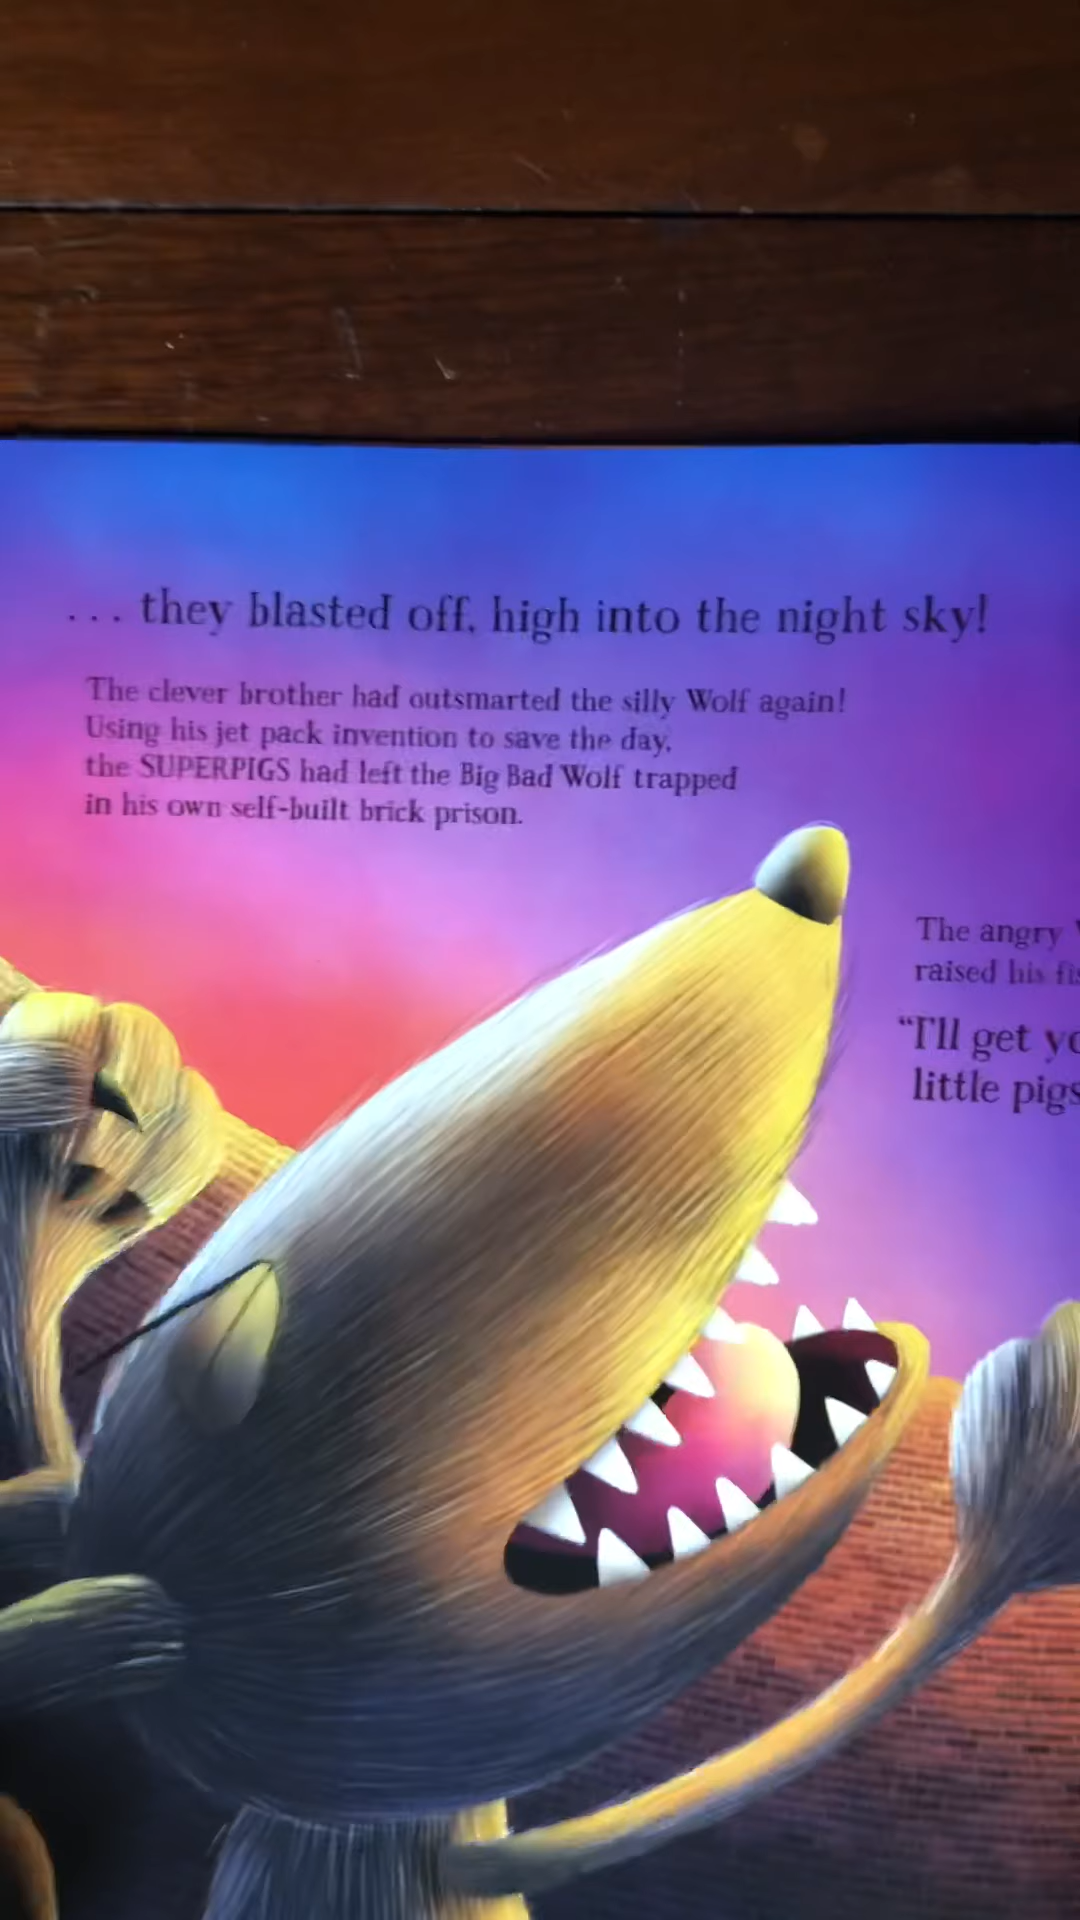 ... they blasted off, high into the night sky!
The clever brother had outsmarted the silly Wolf again!
Using his jet pack invention to save the day,
the SUPERPIGS had left the Big Bad Wolf trapped
in his own self-built brick prison.
The angry
raised his
"I'll get
little pigs